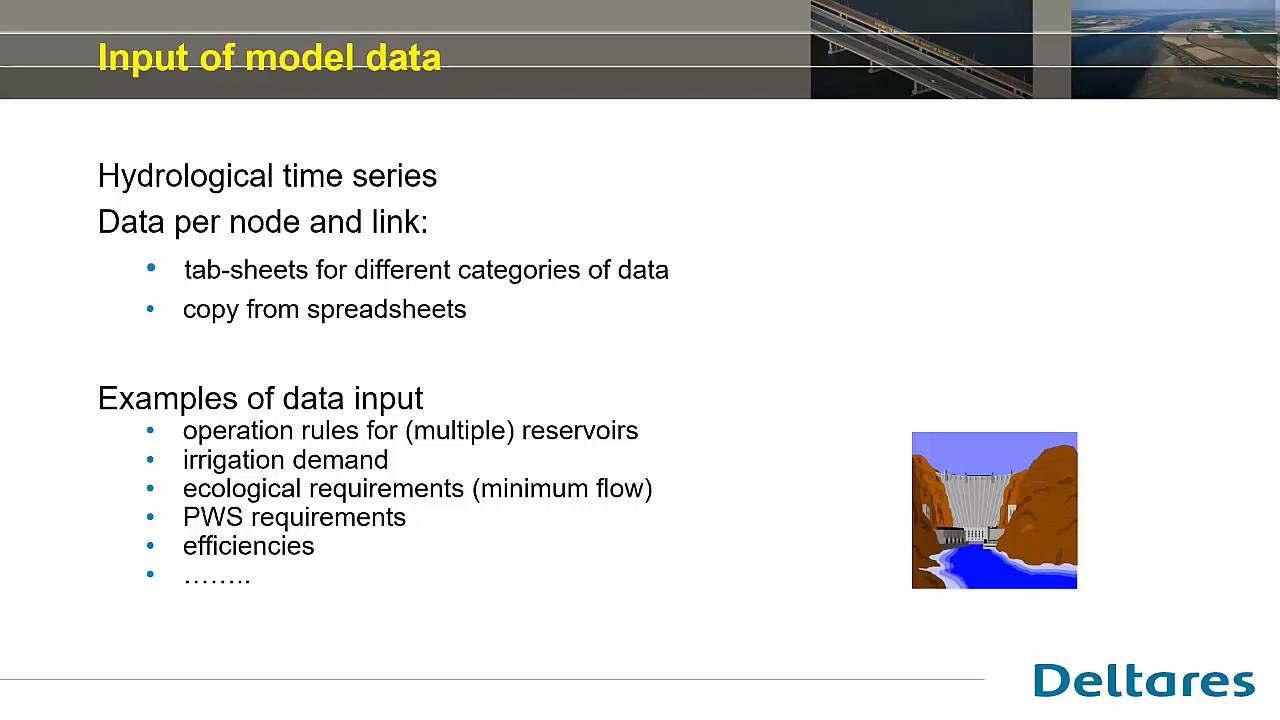 Input of model data
Hydrological time series
Data per node and link:
• tab-sheets for different categories of data
• copy from spreadsheets
Examples of data input
• operation rules for (multiple) reservoirs
• irrigation demand
• ecological requirements (minimum flow)
• PWS requirements
• efficiencies
• ……..
Deltares